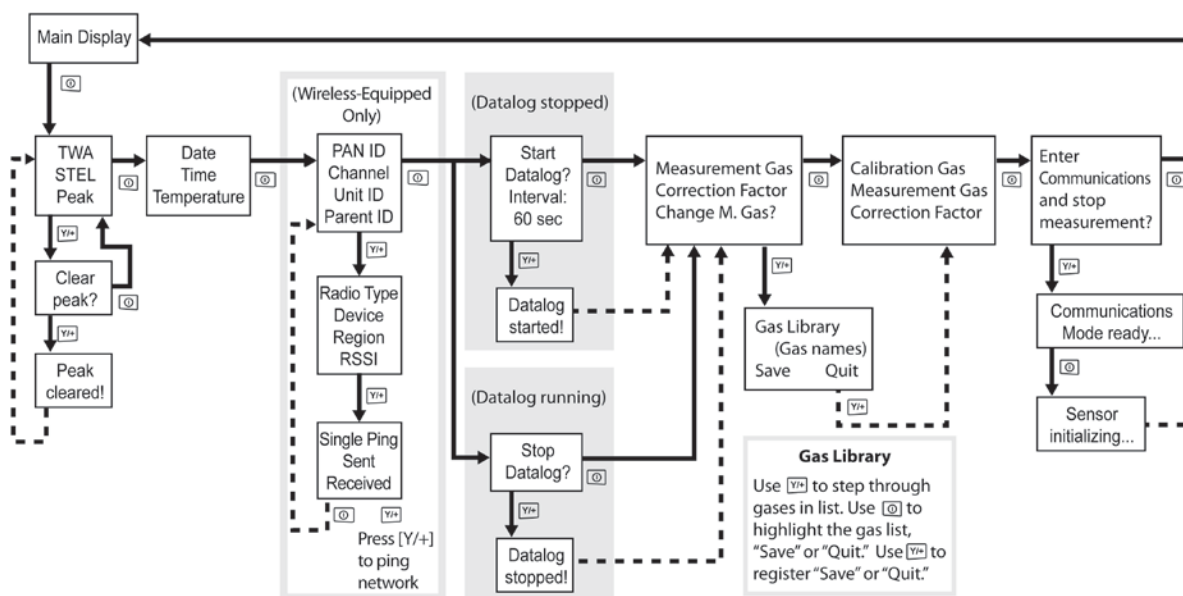 Main Display
TWA
STEL
Peak
Y/+
Clear
peak?
Y/+
Peak
cleared!
Date
Time
Temperature
(Wireless-Equipped
Only)
PAN ID
Channel
Unit ID
Parent ID
Y/+
Radio Type
Device
Region
RSSI
Y/+
Single Ping
Sent
Received
Y/+
Press [Y/+]
to ping
network
(Datalog stopped)
Start
Datalog?
Interval:
60 sec
Y/+
Datalog
started!
(Datalog running)
Stop
Datalog?
Y/+
Datalog
stopped!
Measurement Gas
Correction Factor
Change M. Gas?
Y/+
Gas Library
(Gas names)
Save Quit
Y/+
Calibration Gas
Measurement Gas
Correction Factor
Enter
Communications
and stop
measurement?
Y/+
Communications
Mode ready...
Sensor
initializing...
Gas Library
Use Y/+ to step through
gases in list. Use to
highlight the gas list,
“Save” or “Quit.” Use Y/+ to
register “Save” or “Quit.”